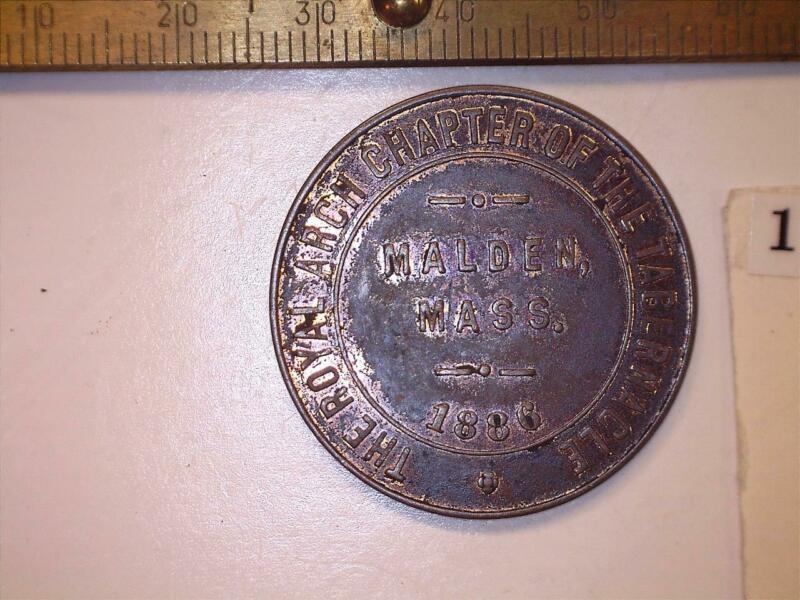 10 20 30 40 50 60
THE ROYAL ARCH CHAPTER OF THE TABERNACLE
MALDEN,
MASS.
1886
1